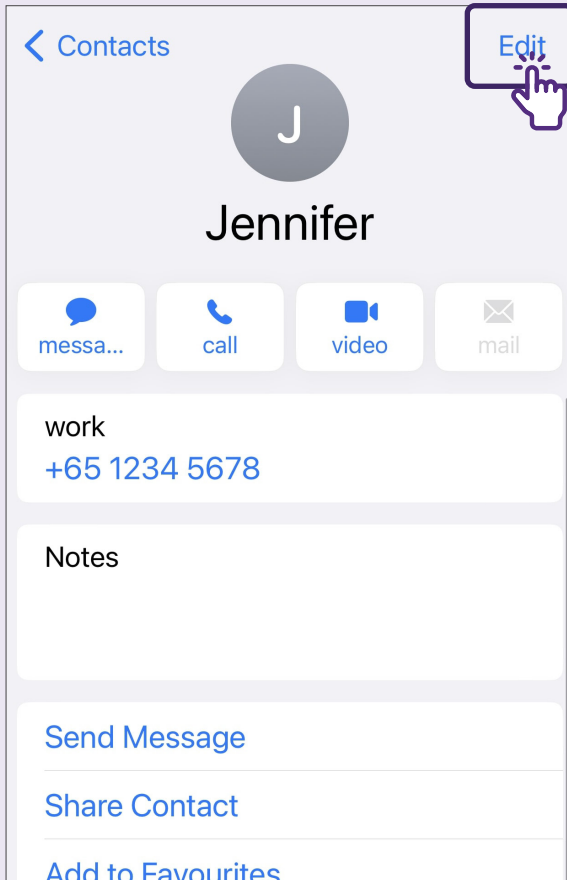 Contacts
Edit
J
Jennifer
messa...
call
video
mail
work
+65 1234 5678
Notes
Send Message
Share Contact
Add to Favourites